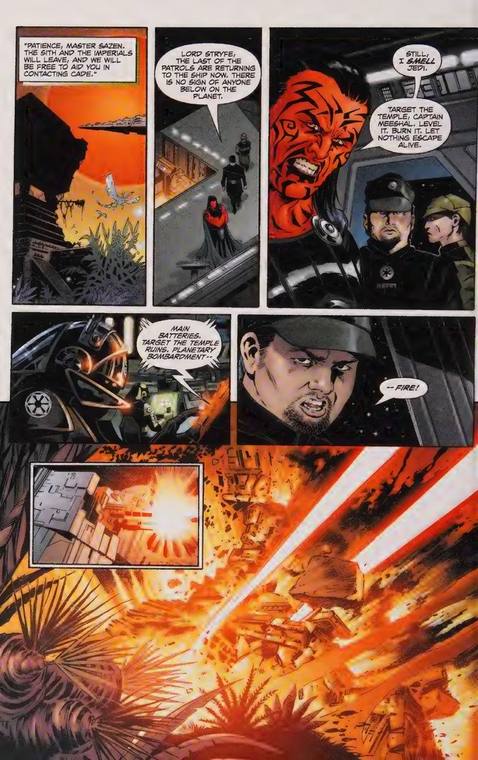 "PATIENCE, MASTER SAZEN.
THE SITH AND THE IMPERIALS
WILL LEAVE, AND WE WILL
BE FREE TO AID YOU IN
CONTACTING CADE."
LORD STRYFE,
THE LAST OF THE
PATROLS ARE RETURNING
TO THE SHIP NOW. THERE
IS NO SIGN OF ANYONE
BELOW ON THE
PLANET.
STILL,
I SMELL
JEDI.
TARGET THE
TEMPLE, CAPTAIN
MEESHAL. LEVEL
IT. BURN IT. LET
NOTHING ESCAPE
ALIVE.
MAIN
BATTERIES.
TARGET THE TEMPLE
RUINS. PLANETARY
BOMBARDMENT--
--FIRE!